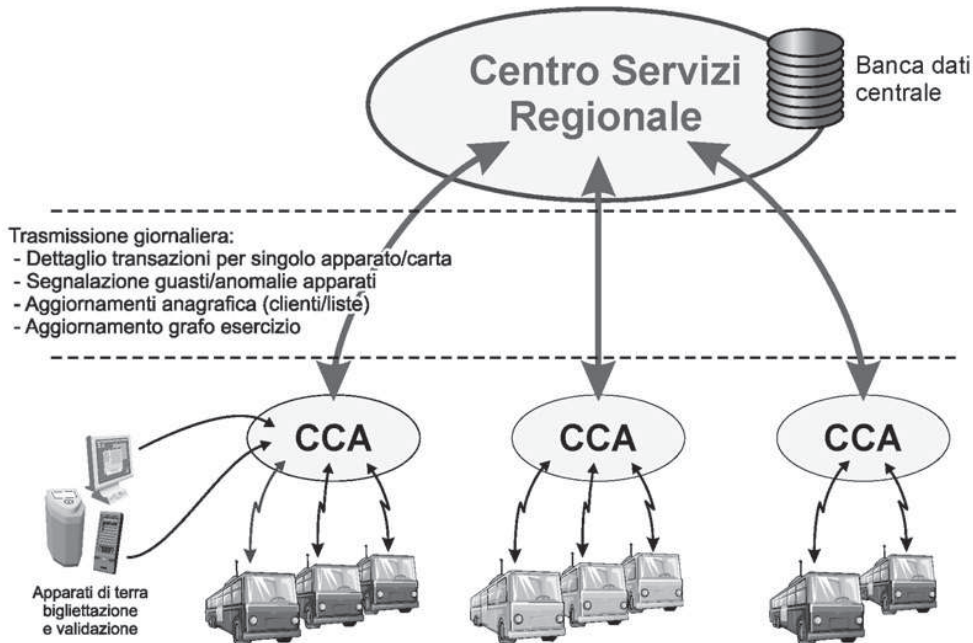 Centro Servizi
Regionale
Banca dati
centrale
Trasmissione giornaliera:
- Dettaglio transazioni per singolo apparato/carta
- Segnalazione guasti/anomalie apparati
- Aggiornamenti anagrafica (clienti/liste)
- Aggiornamento grafo esercizio
CCA
CCA
CCA
Apparati di terra
bigliettazione
e validazione